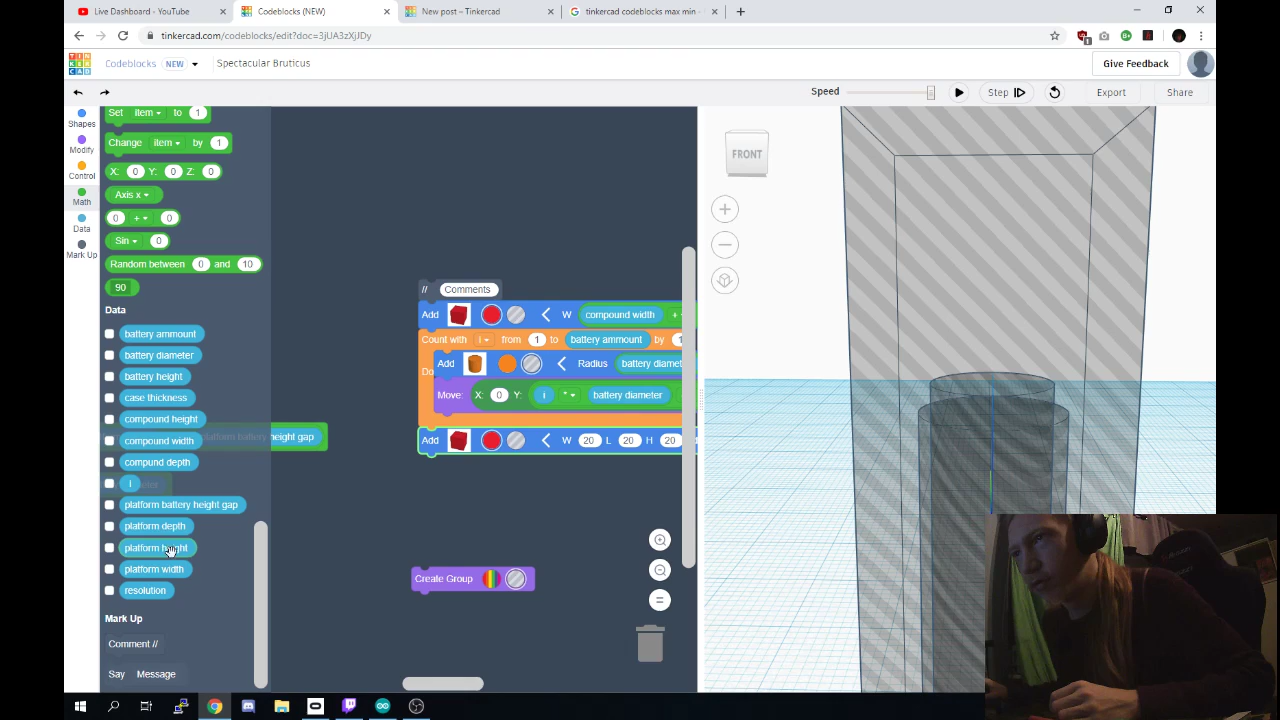 Live Dashboard - YouTube
Codeblocks (NEW)
New post – Tinkercad
tinkercad codeblocks max min -
tinkercad.com/codeblocks/edit?doc=3jUA3zXjJDy
Codeblocks NEW
Spectacular Bruticus
Give Feedback
Speed
Step
Export
Share
Shapes
Modify
Control
Math
Data
Mark Up
Set item to 1
Change item by 1
X: 0 Y: 0 Z: 0
Axis x
0 + 0
Sin 0
Random between 0 and 10
90
Data
battery ammount
battery diameter
battery height
case thickness
compound height
compound width
compund depth
i
platform battery height gap
platform depth
platform height
platform width
resolution
Mark Up
Comment //
Say Message
platform battery height gap
// Comments
Add W compound width +
Count with i from 1 to battery ammount by 1
Do
Add Radius battery diamet
Move: X: 0 Y: i * battery diameter
Add W 20 L 20 H 20
Create Group
FRONT